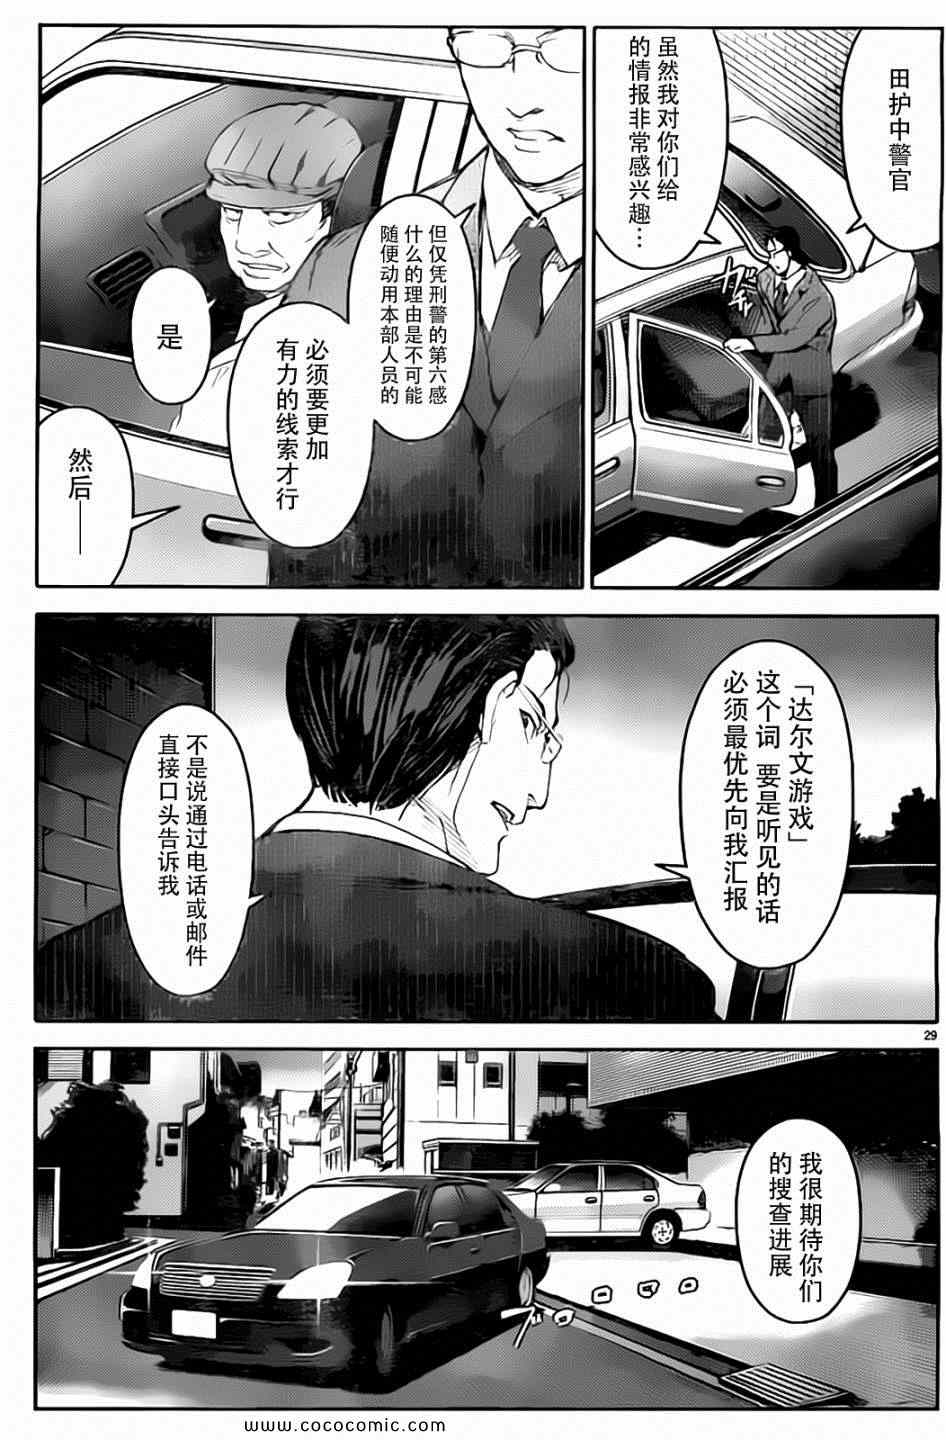 田护中警官
虽然我对你们给
的情报非常感兴趣…
ガチャ
但仅凭刑警的第六感
什么的理由是不可能
随便动用本部人员的
必须要更加
有力的线索才行
是
然后——
「达尔文游戏」
这个词 要是听见的话
必须最优先向我汇报
不是说通过电话或邮件
直接口头告诉我
29
我很期待你们
的搜查进展
www.cococomic.com